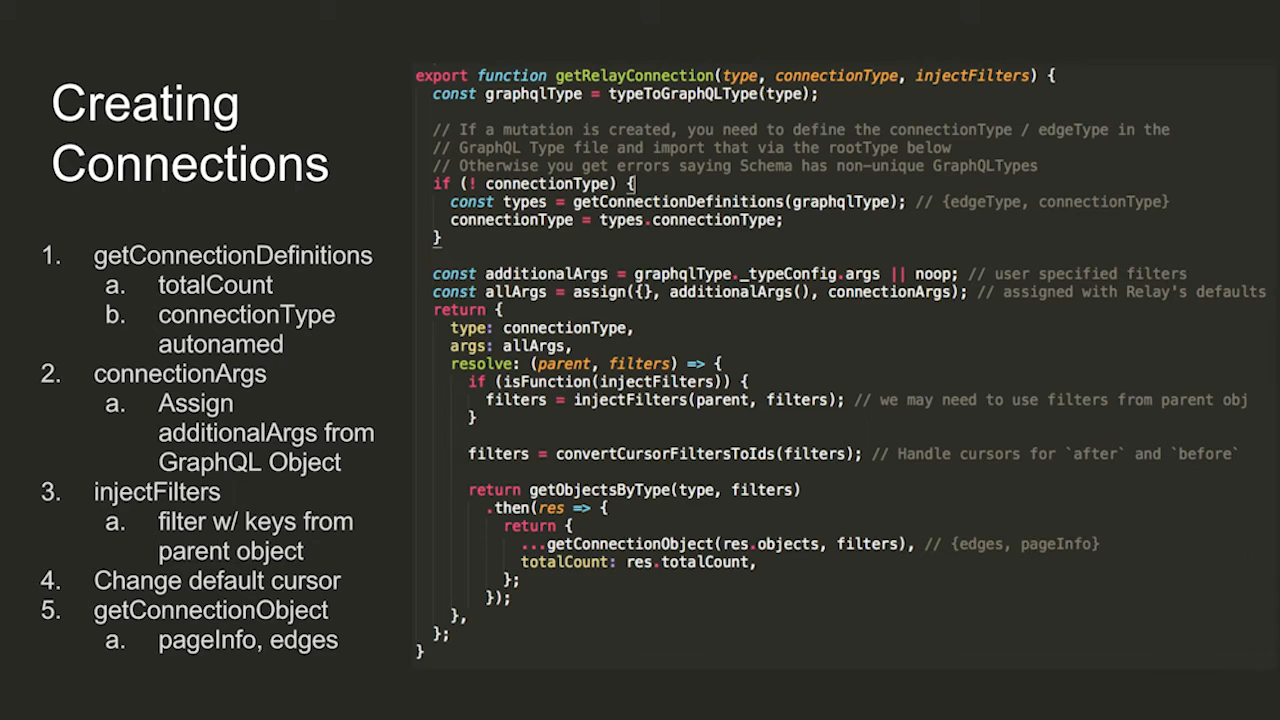 Creating
Connections
1. getConnectionDefinitions
a. totalCount
b. connectionType
autonamed
2. connectionArgs
a. Assign
additionalArgs from
GraphQL Object
3. injectFilters
a. filter w/ keys from
parent object
4. Change default cursor
5. getConnectionObject
a. pageInfo, edges
export function getRelayConnection(type, connectionType, injectFilters) {
const graphqlType = typeToGraphQLType(type);
// If a mutation is created, you need to define the connectionType / edgeType in the
// GraphQL Type file and import that via the rootType below
// Otherwise you get errors saying Schema has non-unique GraphQLTypes
if (! connectionType) {
const types = getConnectionDefinitions(graphqlType); // {edgeType, connectionType}
connectionType = types.connectionType;
}
const additionalArgs = graphqlType._typeConfig.args || noop; // user specified filters
const allArgs = assign({}, additionalArgs(), connectionArgs); // assigned with Relay's defaults
return {
type: connectionType,
args: allArgs,
resolve: (parent, filters) => {
if (isFunction(injectFilters)) {
filters = injectFilters(parent, filters); // we may need to use filters from parent obj
}
filters = convertCursorFiltersToIds(filters); // Handle cursors for `after` and `before`
return getObjectsByType(type, filters)
.then(res => {
return {
...getConnectionObject(res.objects, filters), // {edges, pageInfo}
totalCount: res.totalCount,
};
});
},
};
}